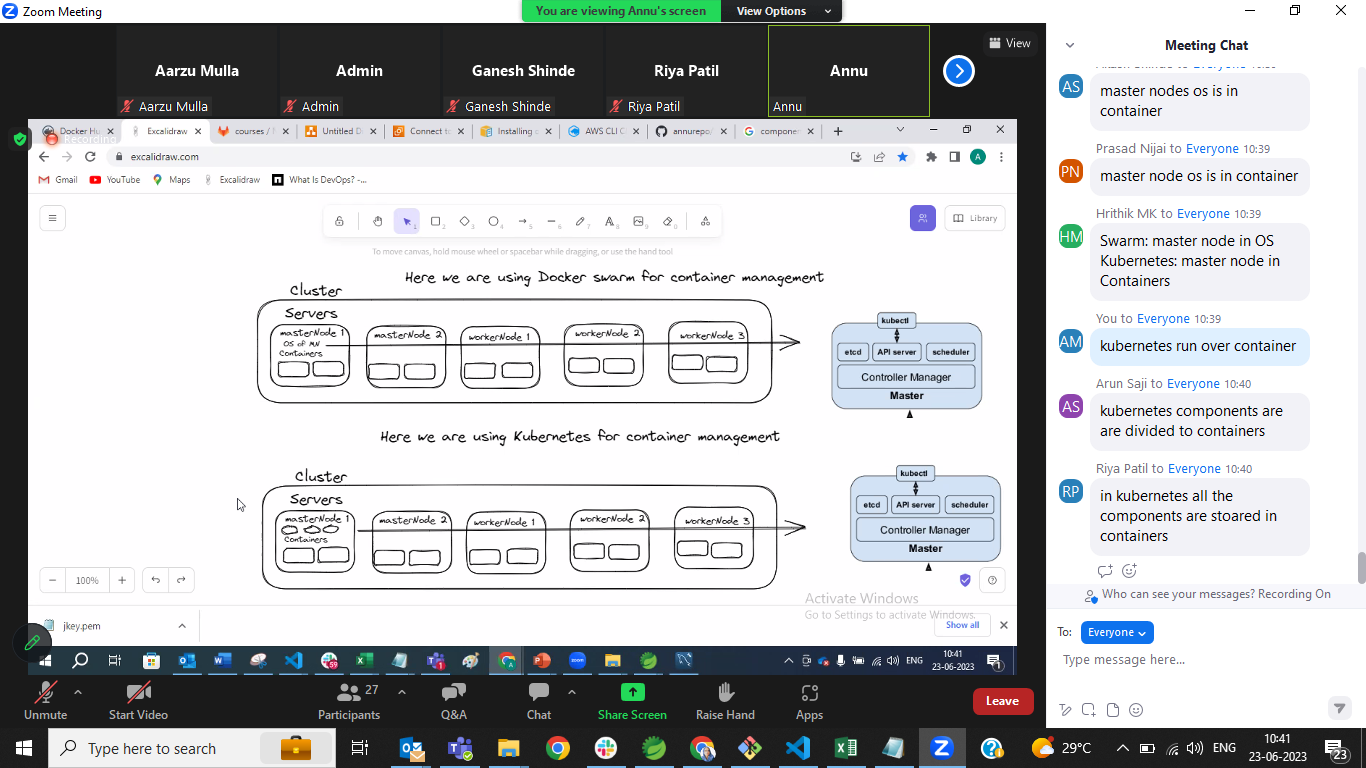 Zoom Meeting
You are viewing Annu's screen
View Options
Aarzu Mulla
Admin
Ganesh Shinde
Riya Patil
Annu
View
Aarzu Mulla
Admin
Ganesh Shinde
Riya Patil
Annu
Recording
Docker Hu
Excalidraw
courses /
Untitled D
Connect to
Installing
AWS CLI C
annurepo/
componen
excalidraw.com
Gmail
YouTube
Maps
Excalidraw
What Is DevOps? -...
Library
To move canvas, hold mouse wheel or spacebar while dragging, or use the hand tool
Here we are using Docker swarm for container management
Cluster
Servers
masterNode 1
OS of MN
Containers
masterNode 2
workerNode 1
workerNode 2
workerNode 3
kubectl
etcd
API server
scheduler
Controller Manager
Master
Here we are using Kubernetes for container management
Cluster
Servers
masterNode 1
Containers
masterNode 2
workerNode 1
workerNode 2
workerNode 3
kubectl
etcd
API server
scheduler
Controller Manager
Master
100%
Activate Windows
Go to Settings to activate Windows.
jkey.pem
Show all
59
1
ENG
10:41
23-06-2023
1
Unmute
Start Video
27
Participants
Q&A
Chat
Share Screen
Raise Hand
Apps
Leave
Meeting Chat
AS
master nodes os is in
container
Prasad Nijai to Everyone 10:39
PN
master node os is in container
Hrithik MK to Everyone 10:39
HM
Swarm: master node in OS
Kubernetes: master node in
Containers
You to Everyone 10:39
AM
kubernetes run over container
Arun Saji to Everyone 10:40
AS
kubernetes components are
are divided to containers
Riya Patil to Everyone 10:40
RP
in kubernetes all the
components are stoared in
containers
Who can see your messages? Recording On
To: Everyone
Type message here...
Type here to search
29°C
ENG
10:41
23-06-2023
23